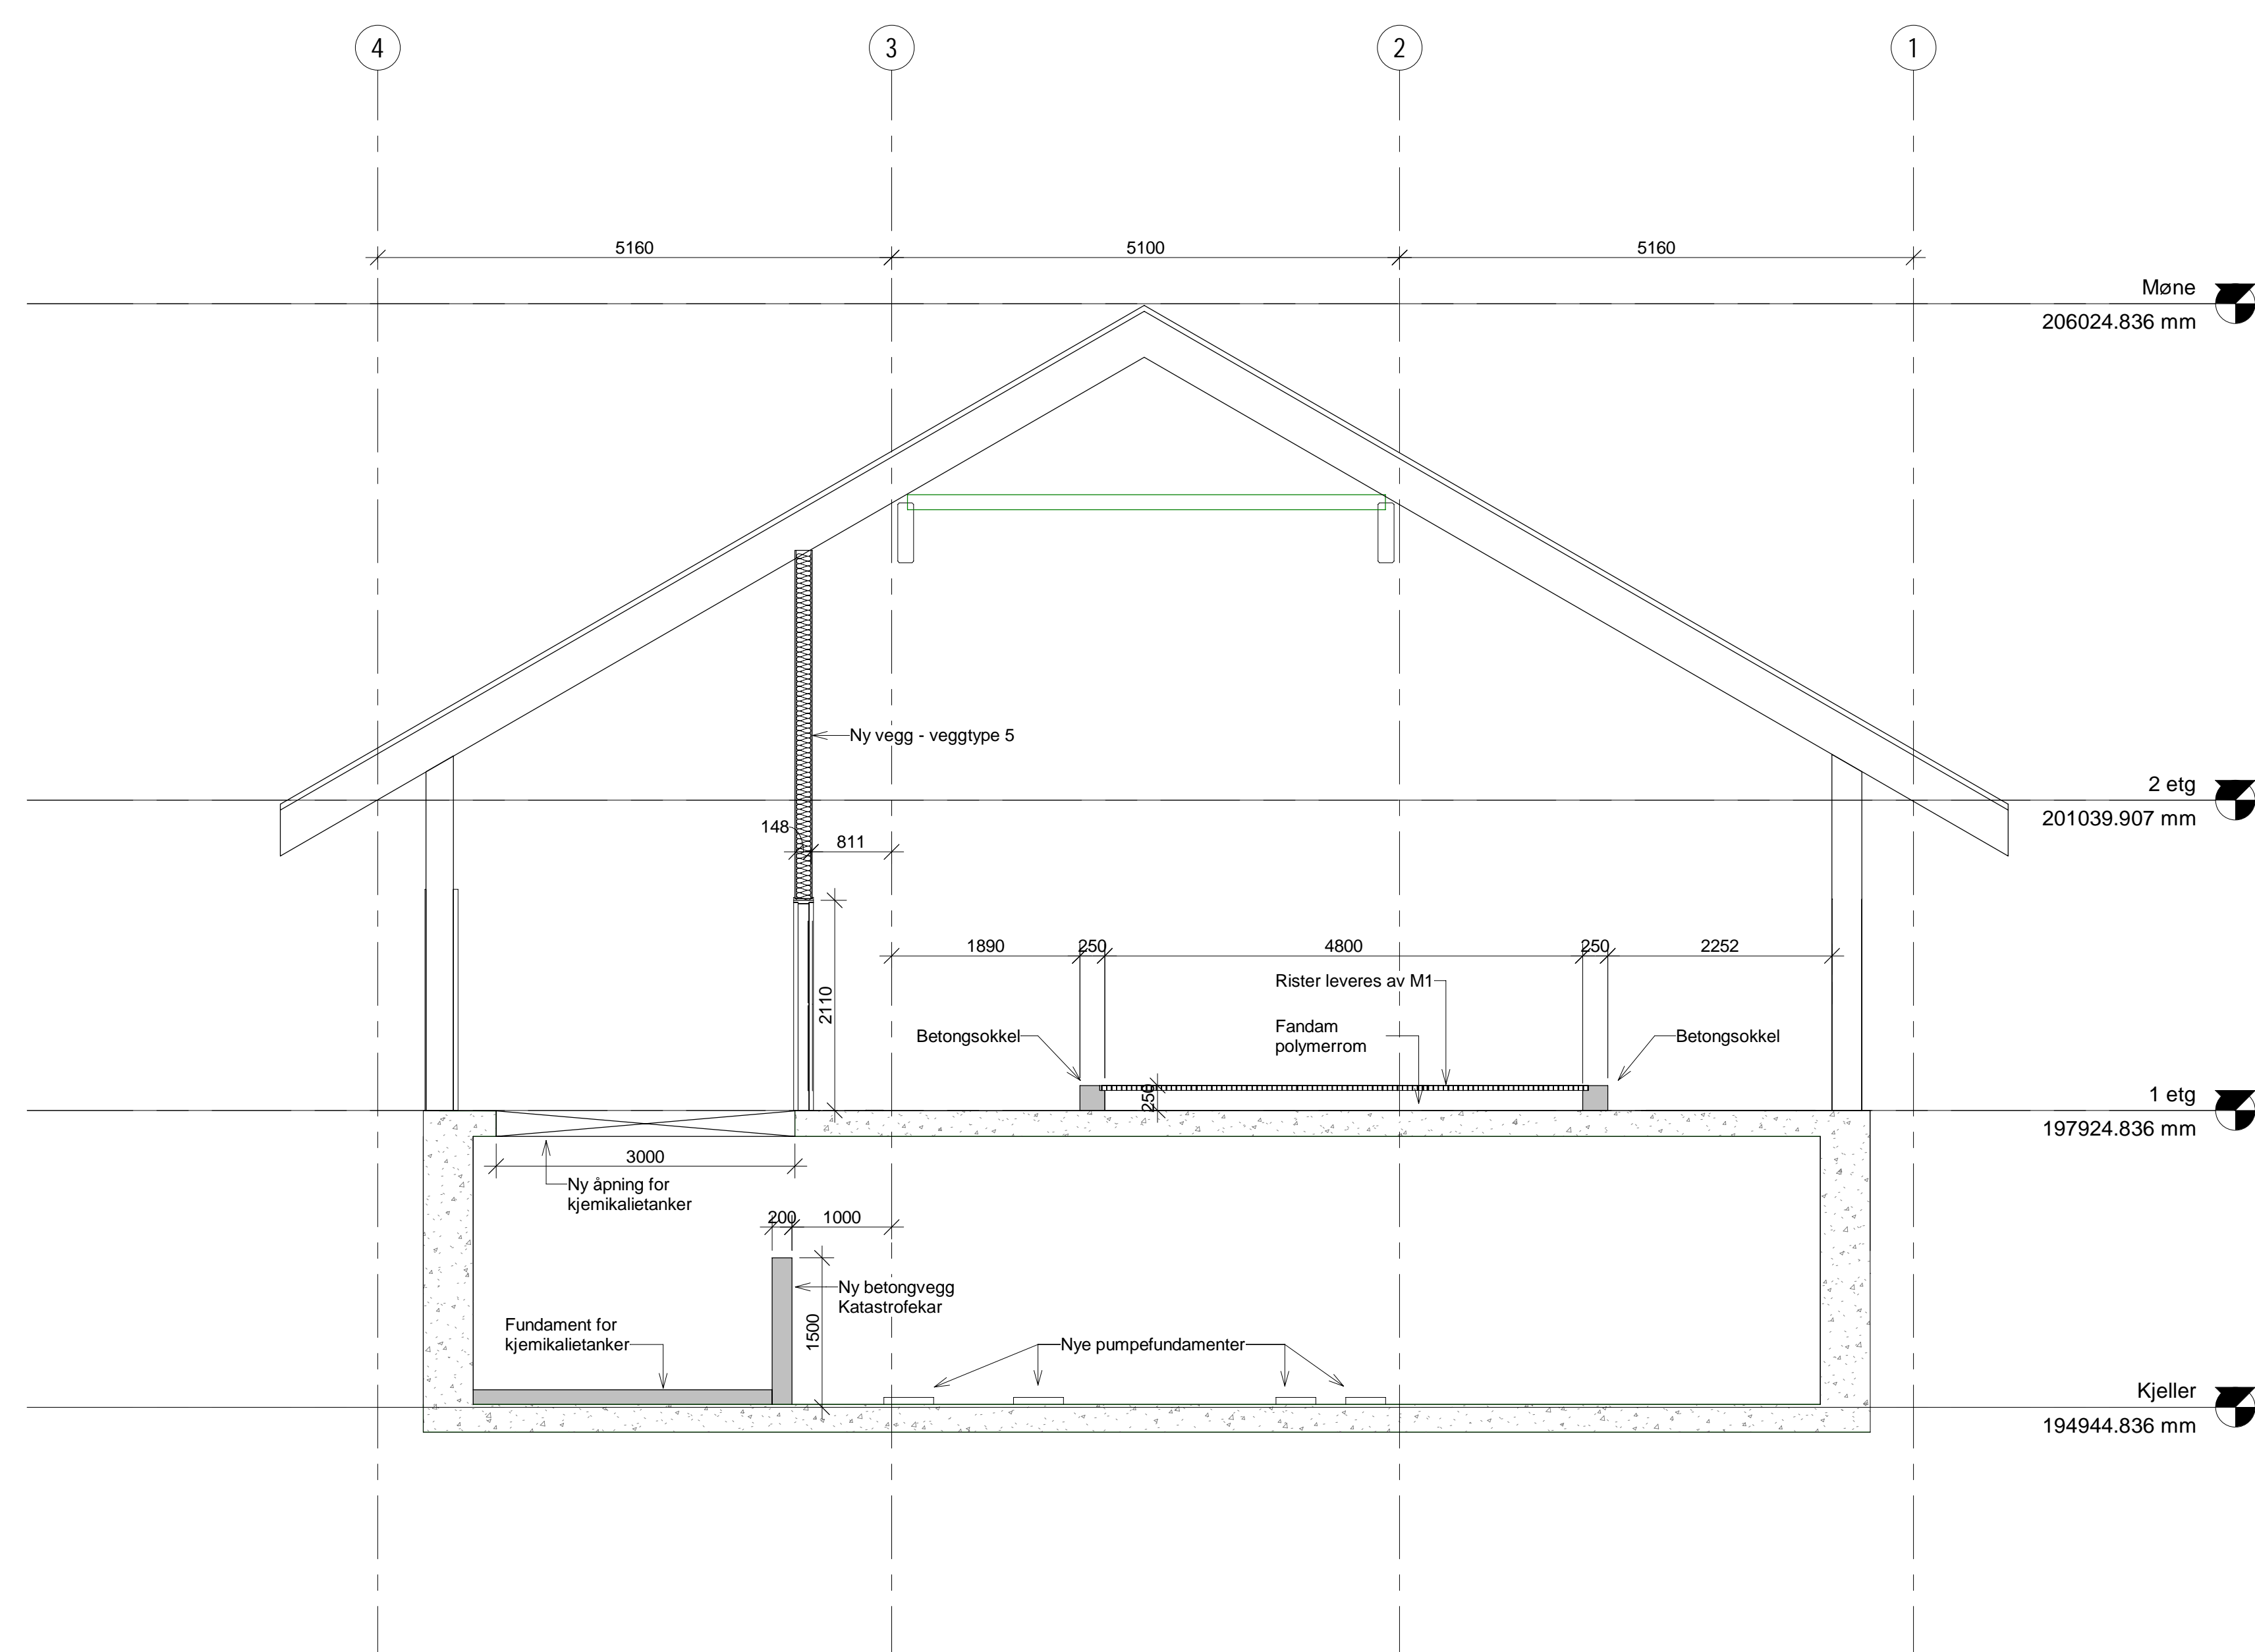 4
3
2
1
5160
5100
5160
Møne
206024.836 mm
Ny vegg - veggtype 5
2 etg
201039.907 mm
148
811
1890
250
4800
250
2252
Rister leveres av M1
2110
Betongsokkel
Fandam
polymerrom
Betongsokkel
250
1 etg
197924.836 mm
3000
Ny åpning for
kjemikalietanker
200
1000
Ny betongvegg
Katastrofekar
1500
Fundament for
kjemikalietanker
Nye pumpefundamenter
Kjeller
194944.836 mm